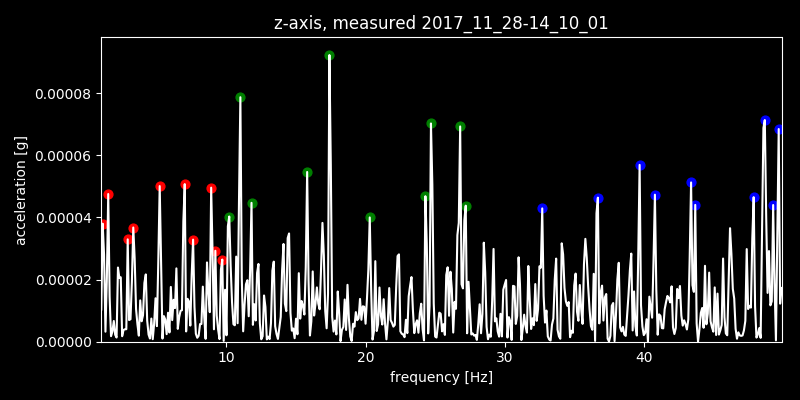 z-axis, measured 2017_11_28-14_10_01
acceleration [g]
0.00008
0.00006
0.00004
0.00002
0.00000
10 20 30 40
frequency [Hz]